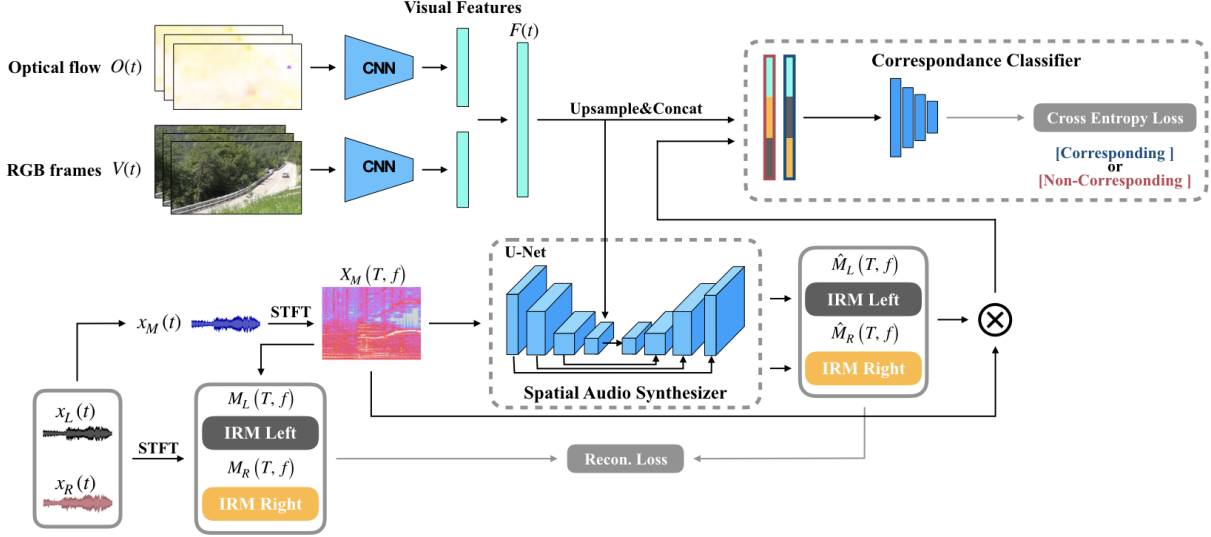 Visual Features
F(t)
Optical flow O(t)
CNN
Correspondance Classifier
Upsample&Concat
Cross Entropy Loss
RGB frames V(t)
CNN
[Corresponding ]
or
[Non-Corresponding ]
U-Net
X_M (T, f)
M̂_L (T, f)
IRM Left
x_M (t)
STFT
M̂_R (T, f)
IRM Right
Spatial Audio Synthesizer
x_L (t)
M_L (T, f)
IRM Left
STFT
Recon. Loss
M_R (T, f)
x_R (t)
IRM Right